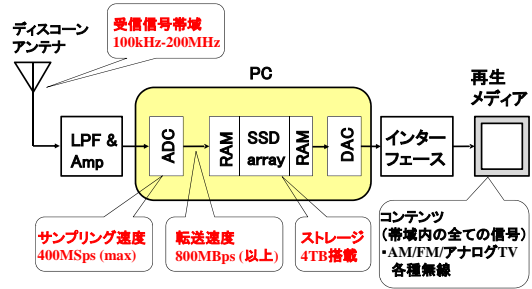 ディスコーン
アンテナ
受信信号帯域
100kHz-200MHz
PC
再生
メディア
LPF &
Amp
ADC
RAM
SSD
array
RAM
DAC
インター
フェース
サンプリング速度
400MSps (max)
転送速度
800MBps (以上)
ストレージ
4TB搭載
コンテンツ
（帯域内の全ての信号）
・AM/FM/アナログTV
各種無線